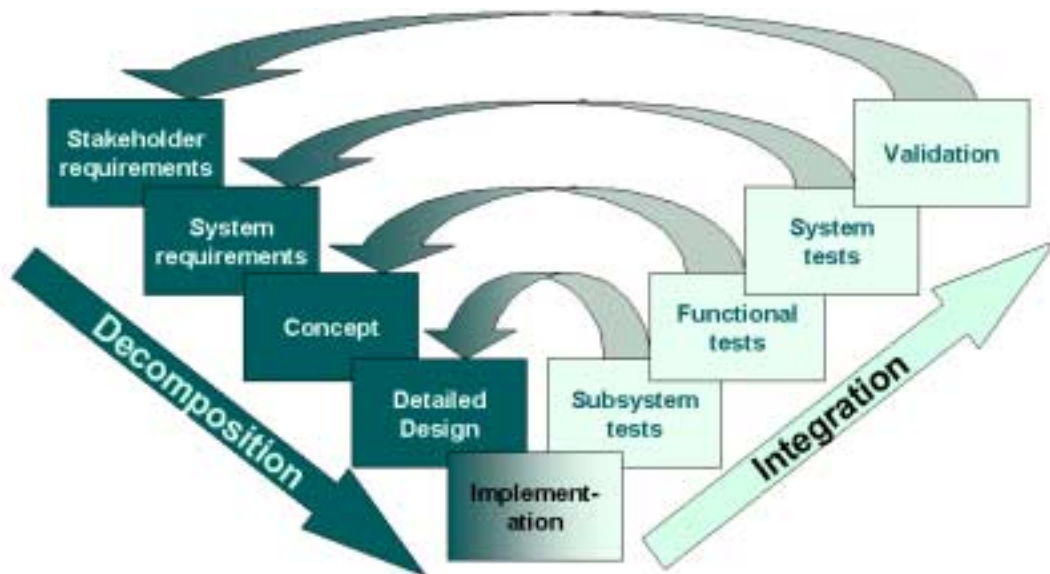 Stakeholder
requirements
Validation
System
requirements
System
tests
Concept
Functional
tests
Detailed
Design
Subsystem
tests
Implement-
ation
Decomposition
Integration